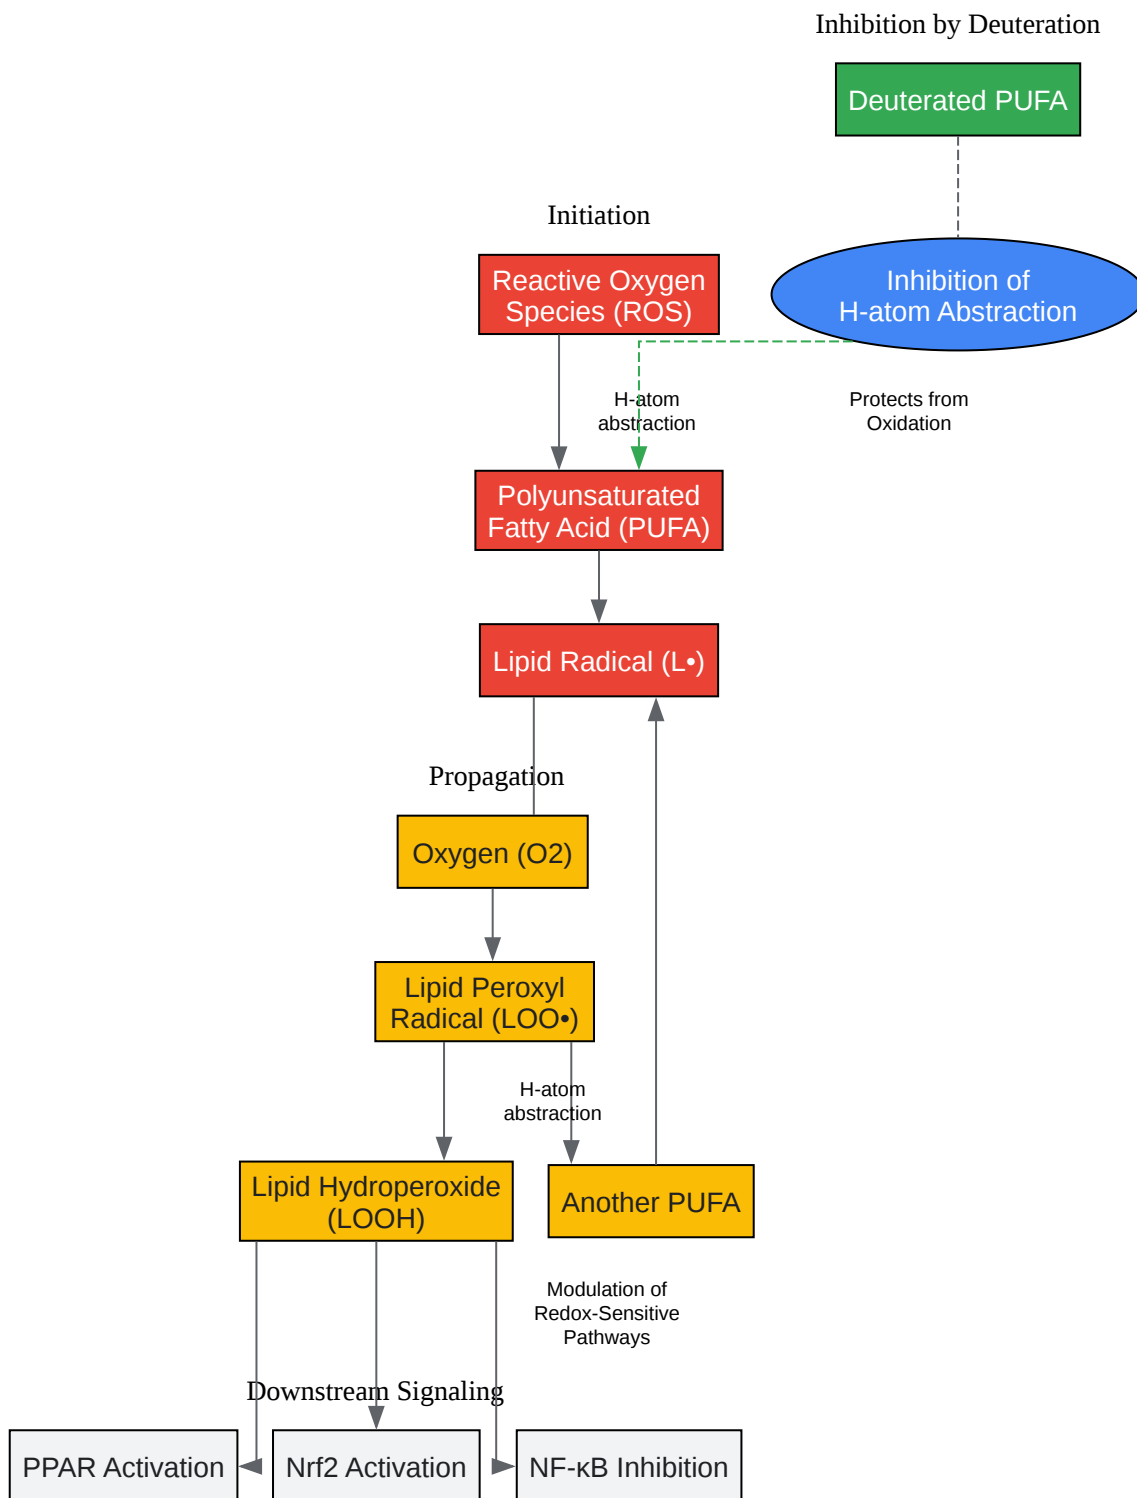 Inhibition by Deuteration
Deuterated PUFA
Initiation
Reactive Oxygen
Species (ROS)
Inhibition of
H-atom Abstraction
H-atom
abstraction
Protects from
Oxidation
Polyunsaturated
Fatty Acid (PUFA)
Lipid Radical (L•)
Propagation
Oxygen (O2)
Lipid Peroxyl
Radical (LOO•)
H-atom
abstraction
Lipid Hydroperoxide
(LOOH)
Another PUFA
Modulation of
Redox-Sensitive
Pathways
Downstream Signaling
PPAR Activation
Nrf2 Activation
NF-κB Inhibition